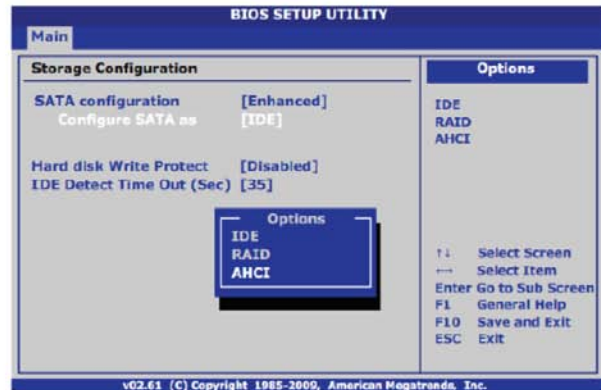 BIOS SETUP UTILITY
Main
Storage Configuration
SATA configuration [Enhanced]
Configure SATA as [IDE]
Hard disk Write Protect [Disabled]
IDE Detect Time Out (Sec) [35]
Options
IDE
RAID
AHCI
Options
IDE
RAID
AHCI
↑↓ Select Screen
←→ Select Item
Enter Go to Sub Screen
F1 General Help
F10 Save and Exit
ESC Exit
v02.61 (C) Copyright 1985-2009, American Megatrends, Inc.